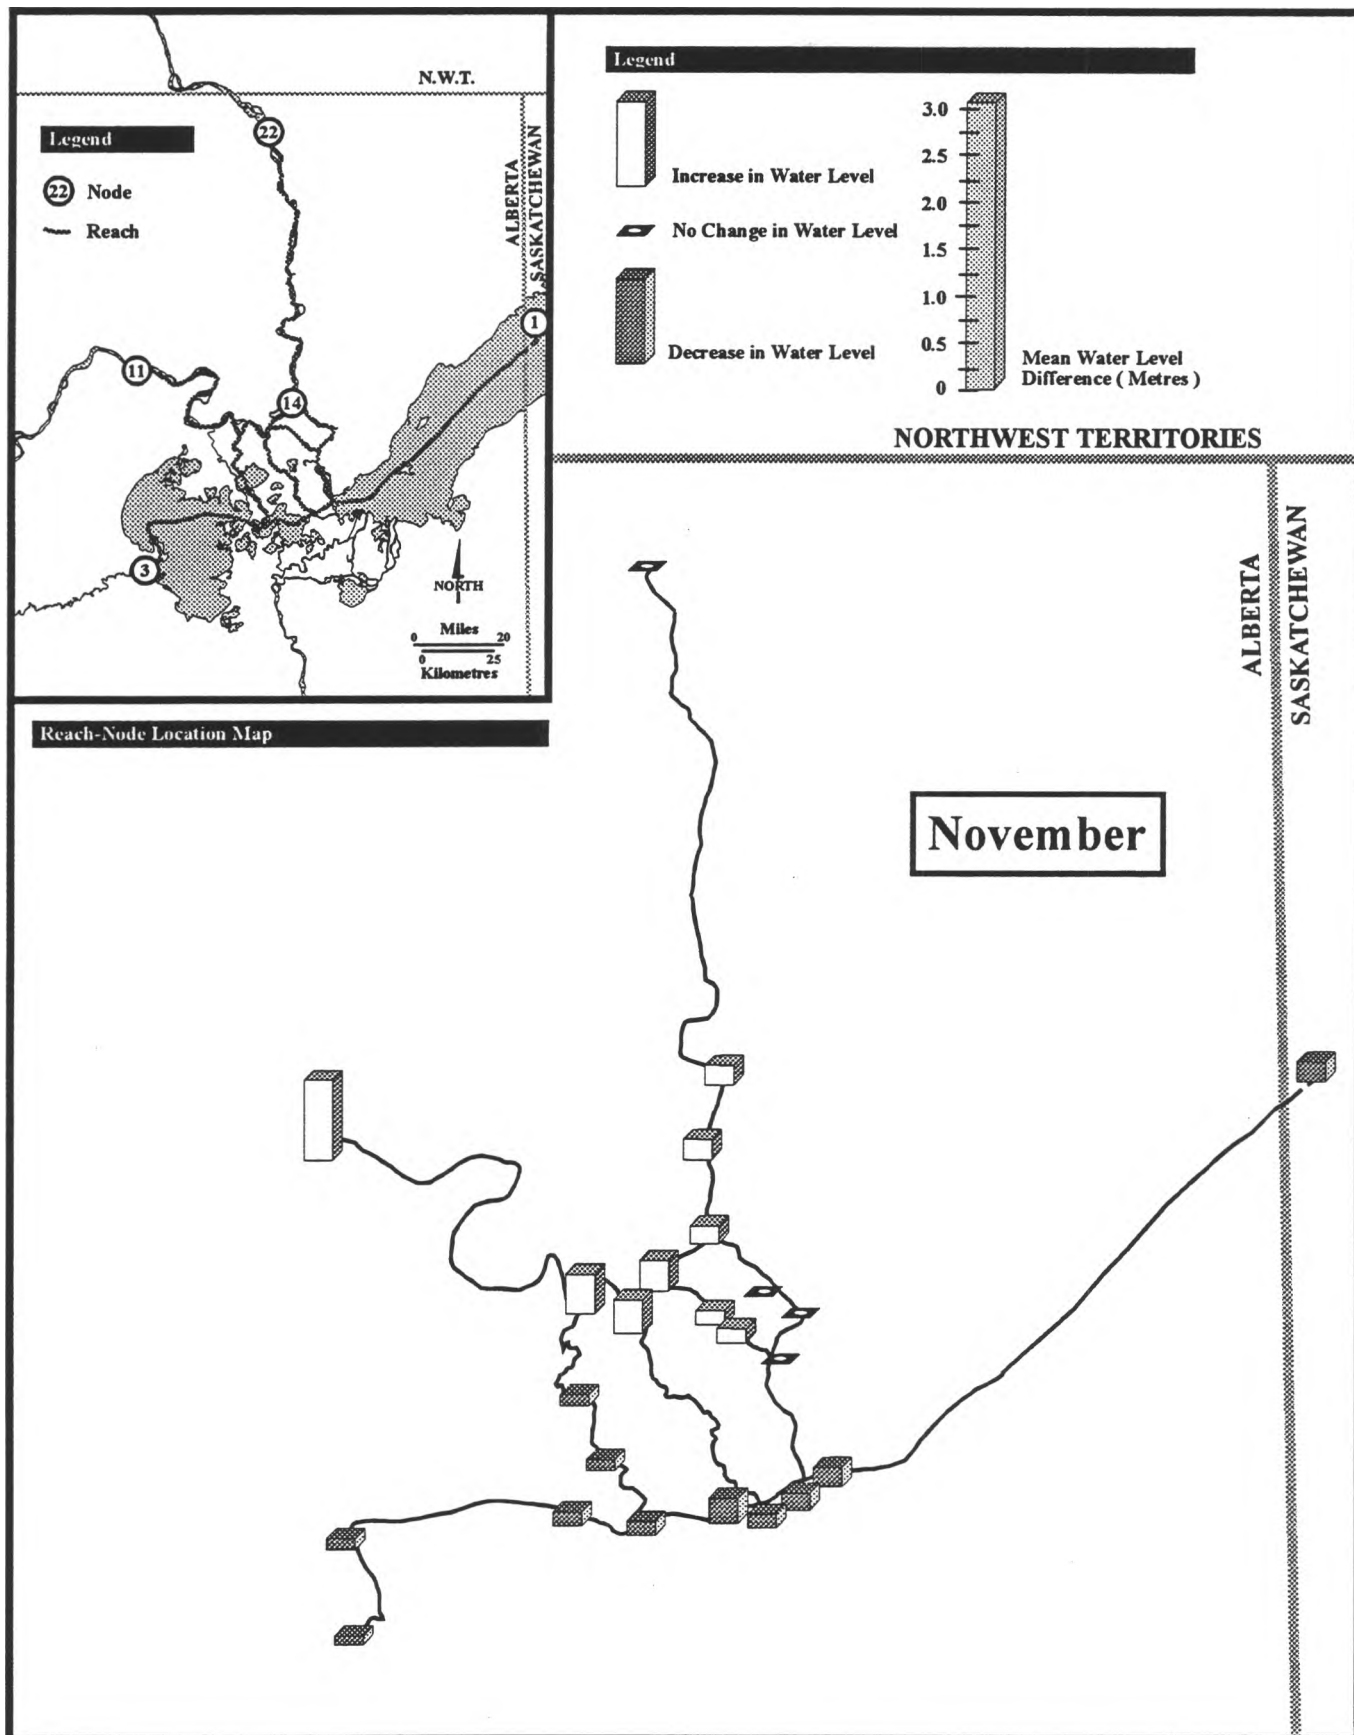 N.W.T.
Legend
22
22 Node
Reach
ALBERTA
SASKATCHEWAN
1
11
14
3
NORTH
Miles
0 20
0 25
Kilometres
Reach-Node Location Map
Legend
Increase in Water Level
No Change in Water Level
Decrease in Water Level
3.0
2.5
2.0
1.5
1.0
0.5
0
Mean Water Level
Difference ( Metres )
NORTHWEST TERRITORIES
ALBERTA
SASKATCHEWAN
November